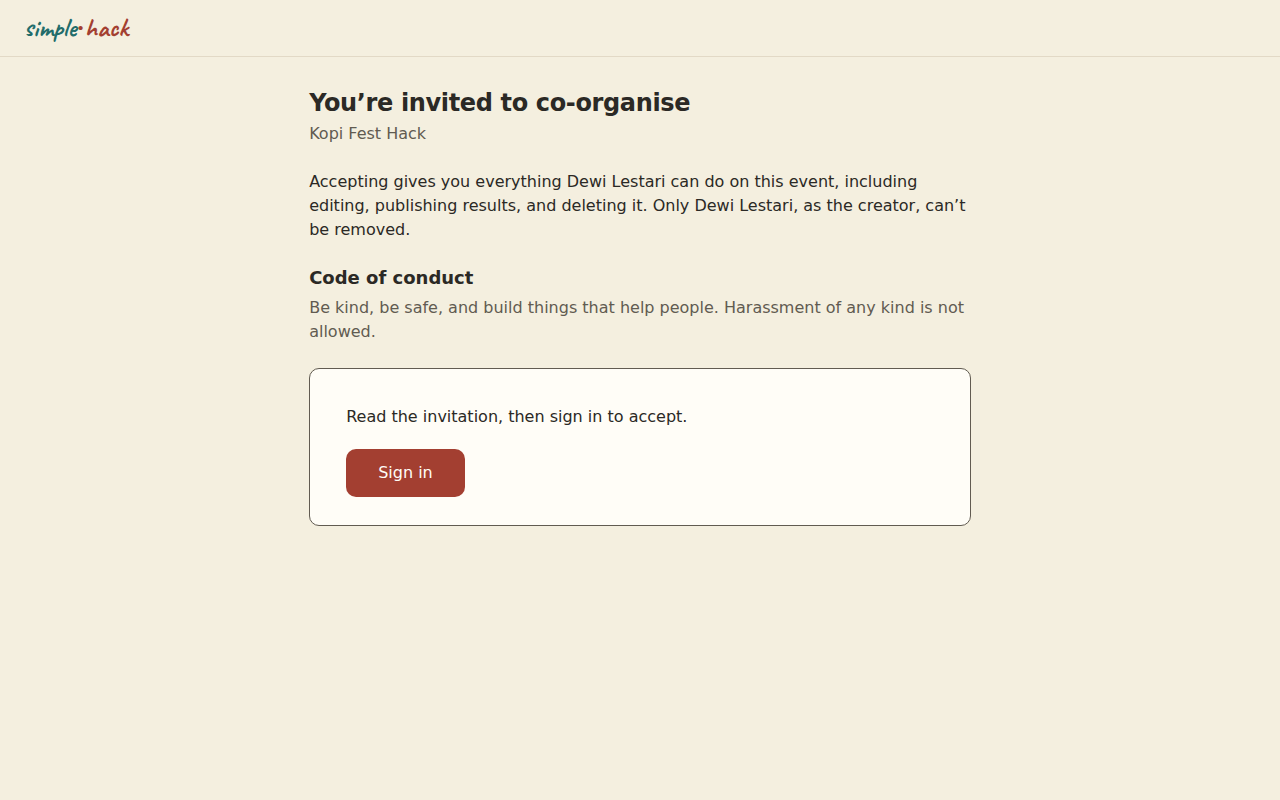 simple•hack
You’re invited to co-organise
Kopi Fest Hack
Accepting gives you everything Dewi Lestari can do on this event, including
editing, publishing results, and deleting it. Only Dewi Lestari, as the creator, can’t
be removed.
Code of conduct
Be kind, be safe, and build things that help people. Harassment of any kind is not
allowed.
Read the invitation, then sign in to accept.
Sign in